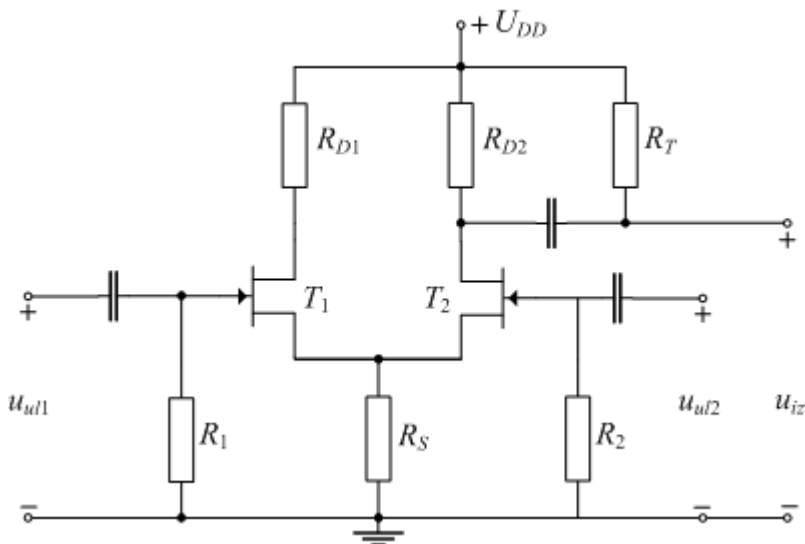 + U_DD
R_D1
R_D2
R_T
+
T_1
T_2
+
+
u_ul1
R_1
R_S
R_2
u_ul2
u_iz
−
−
−